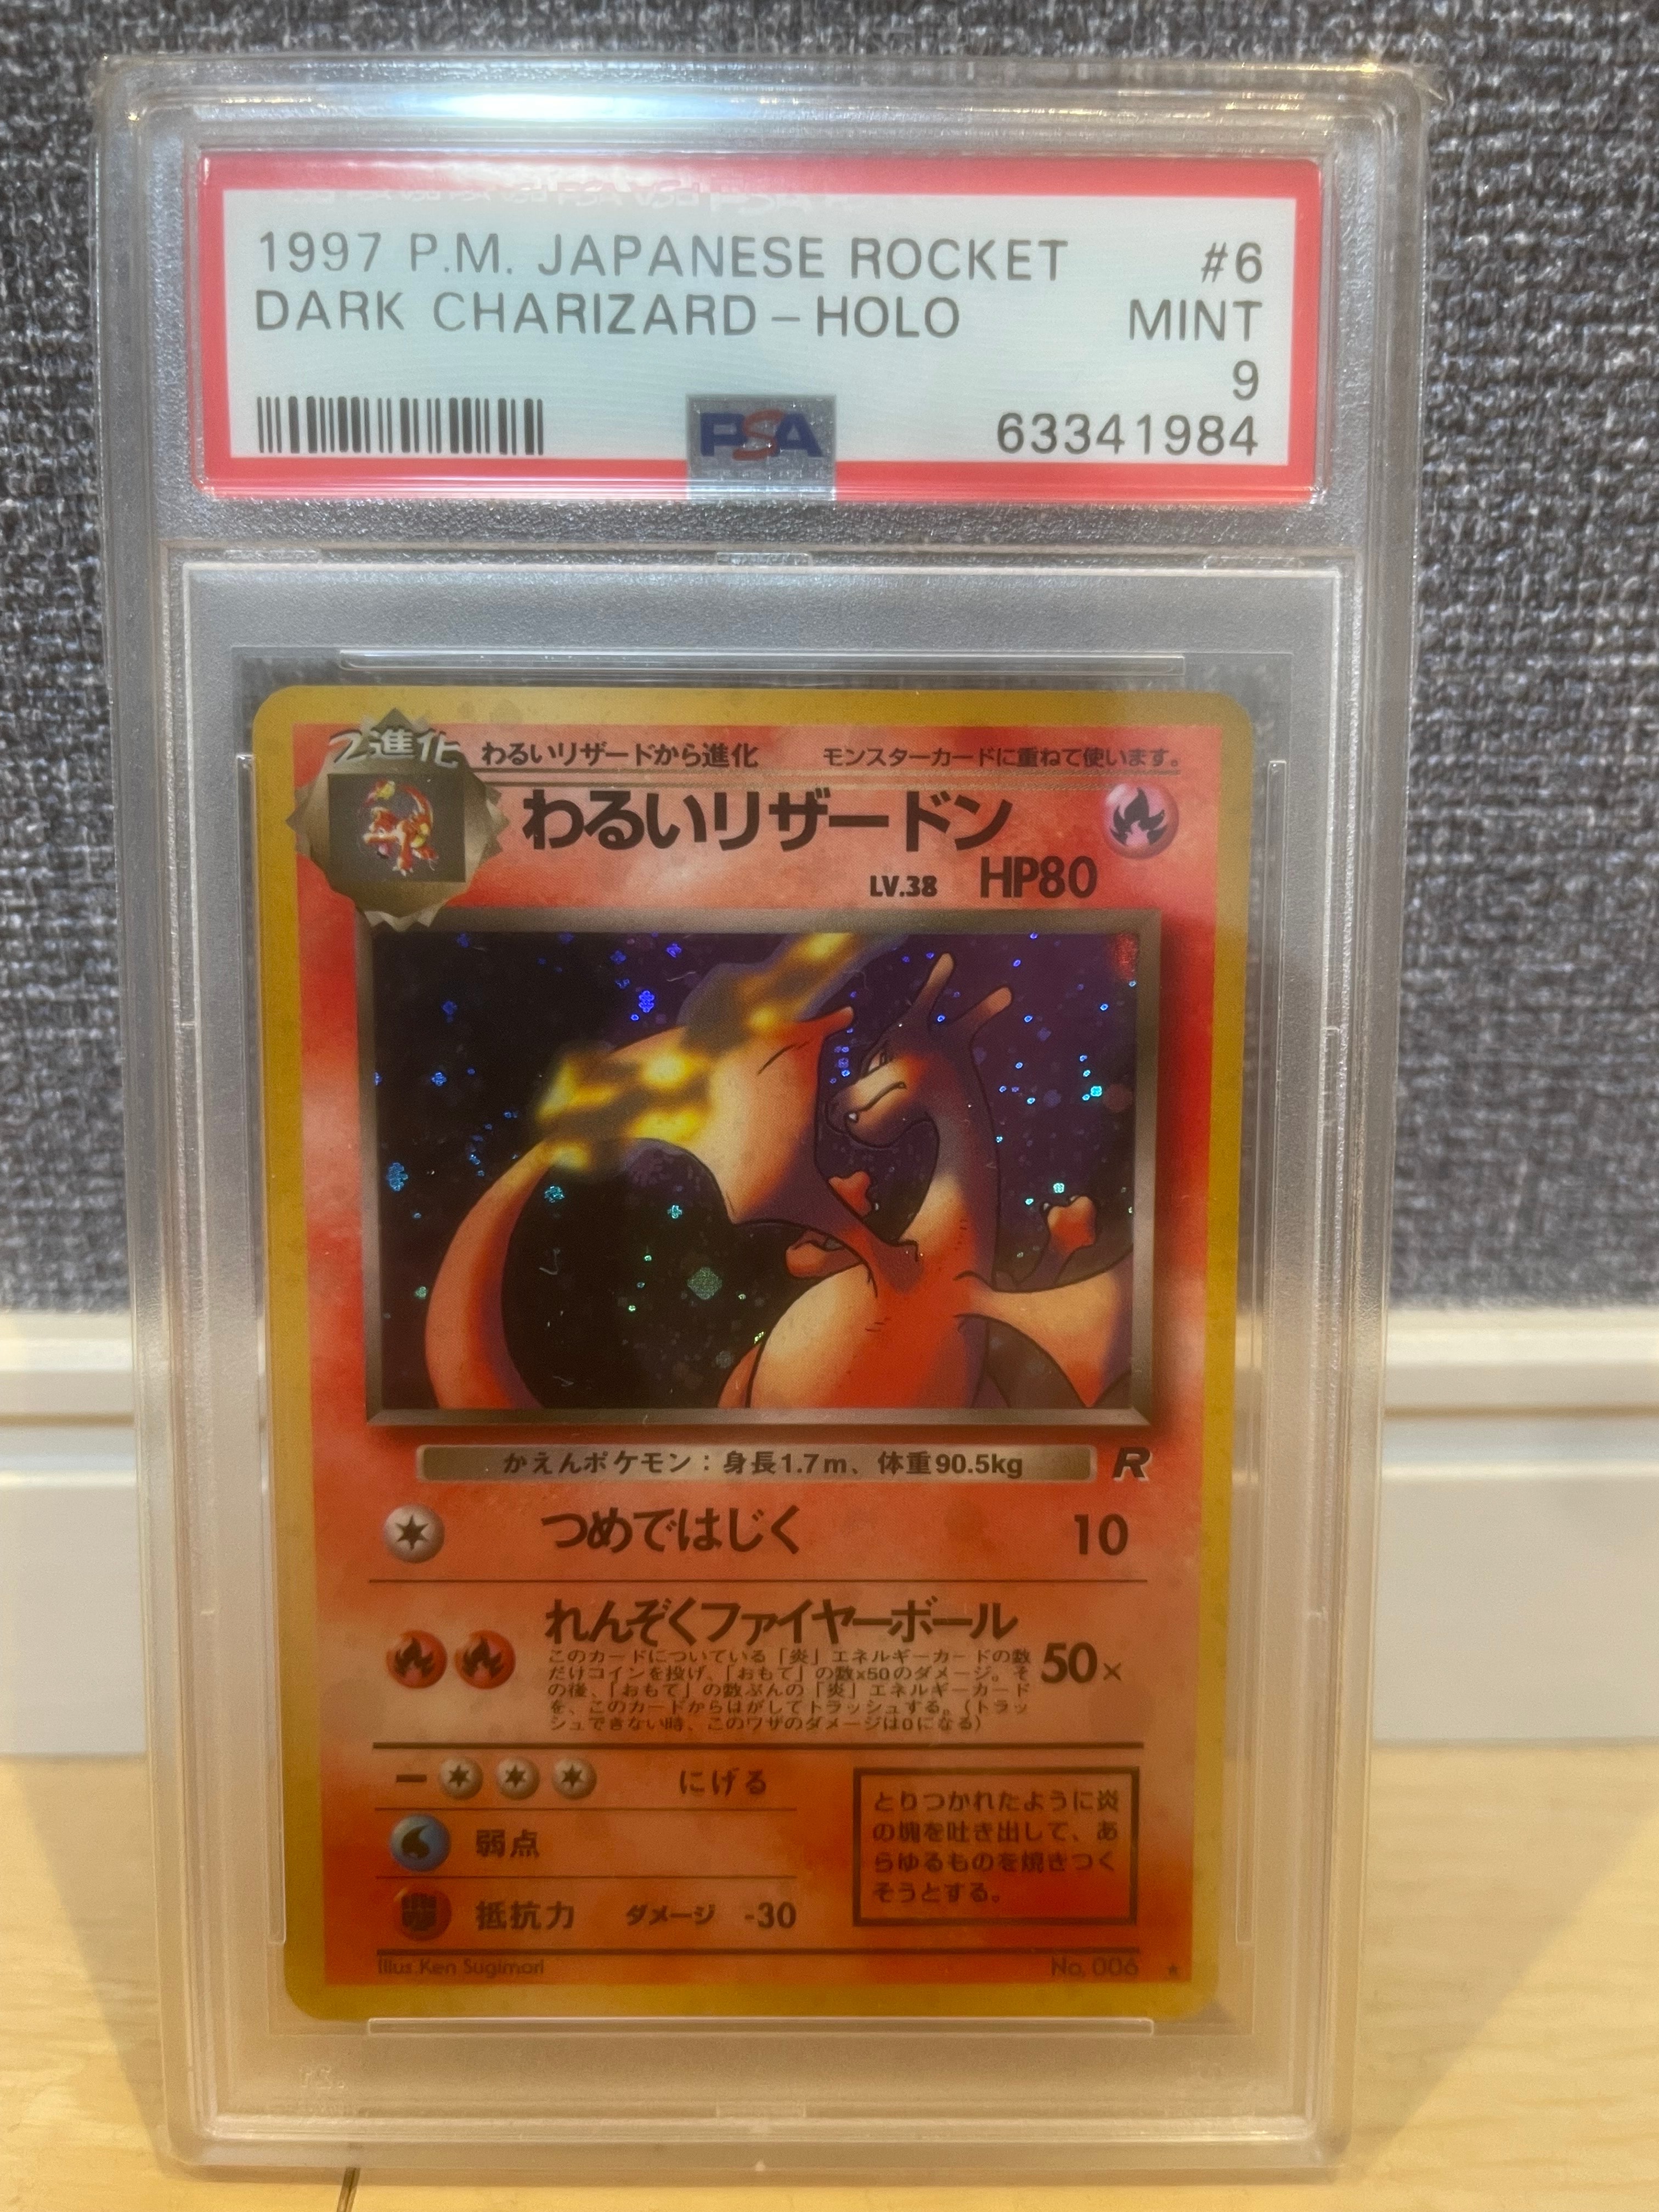 1997 P.M. JAPANESE ROCKET #6
DARK CHARIZARD - HOLO MINT
9
PSA 63341984
2進化 わるいリザードから進化 モンスターカードに重ねて使います。
わるいリザードン
LV.38 HP80
かえんポケモン：身長1.7m、体重90.5kg R
つめではじく 10
れんぞくファイヤーボール
このカードについている「炎」エネルギーカードの数
だけコインを投げ、「おもて」の数x50のダメージ。そ
の後、「おもて」の数ぶんの「炎」エネルギーカード
を、このカードからはがしてトラッシュする。（トラッ
シュできない時、このワザのダメージは0になる）
50×
にげる
弱点
抵抗力 ダメージ -30
とりつかれたように炎
の塊を吐き出して、あ
らゆるものを焼きつく
そうとする。
Illus. Ken Sugimori No. 006 ★